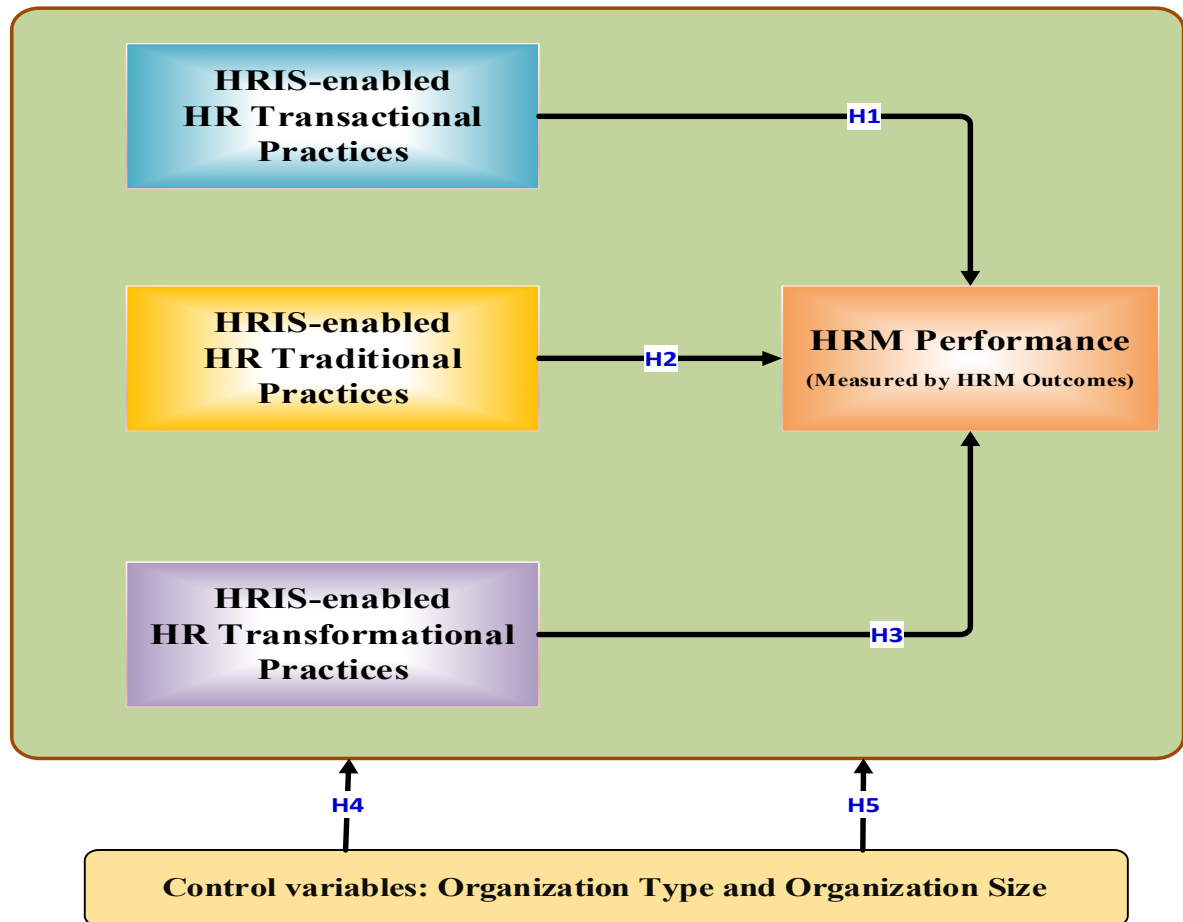 HRIS-enabled
HR Transactional
Practices
H1
HRIS-enabled
HR Traditional
Practices
H2
HRM Performance
(Measured by HRM Outcomes)
HRIS-enabled
HR Transformational
Practices
H3
H4
H5
Control variables: Organization Type and Organization Size